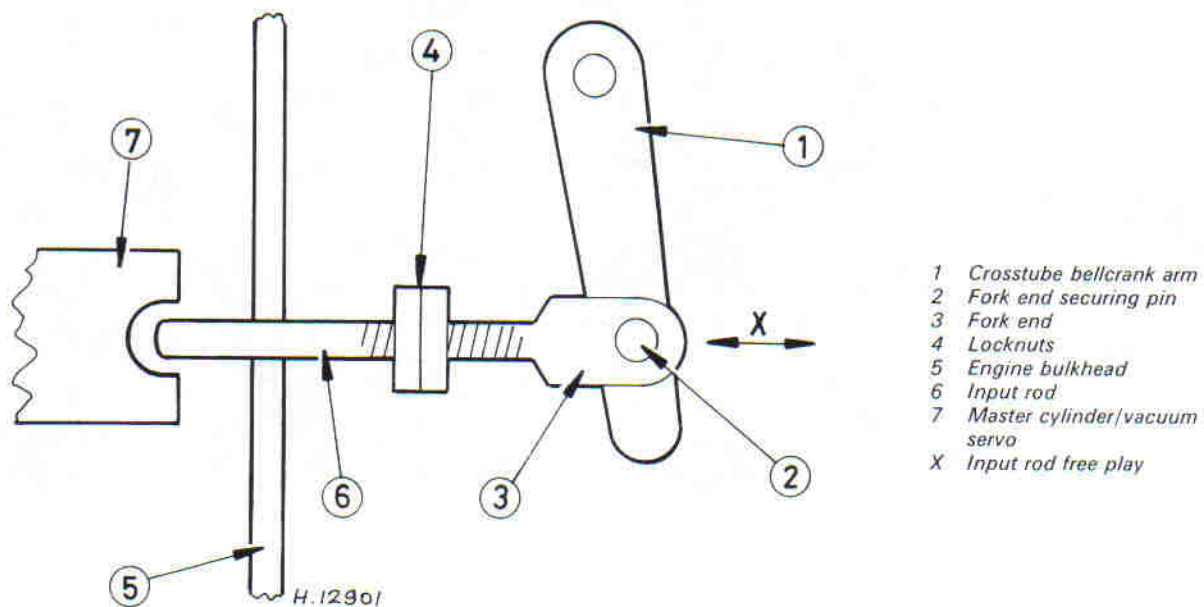 4
7
1
X
1 Crosstube bellcrank arm
2 Fork end securing pin
3 Fork end
4 Locknuts
5 Engine bulkhead
6 Input rod
7 Master cylinder/vacuum
servo
X Input rod free play
6
3
2
5
H.12901